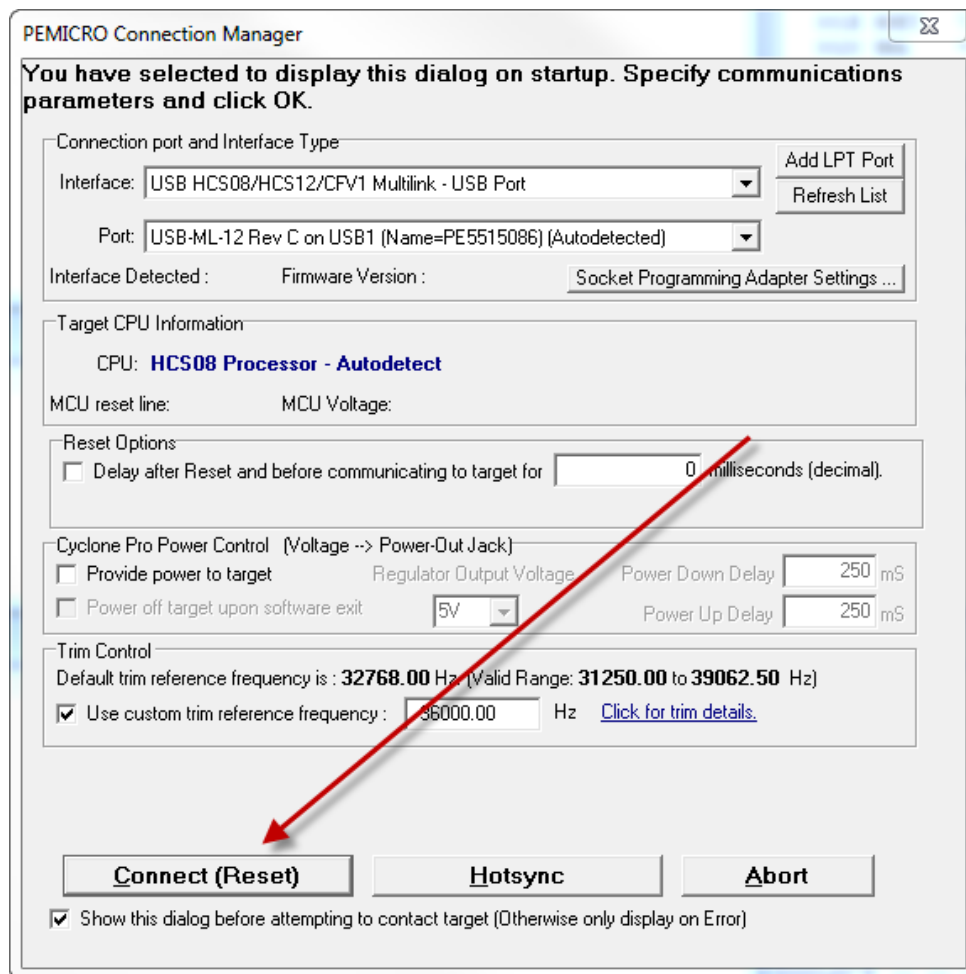 PEMICRO Connection Manager
You have selected to display this dialog on startup. Specify communications
parameters and click OK.
Connection port and Interface Type
Add LPT Port
Interface: USB HCS08/HCS12/CFV1 Multilink - USB Port
Refresh List
Port: USB-ML-12 Rev C on USB1 (Name=PE5515086) (Autodetected)
Interface Detected : Firmware Version : Socket Programming Adapter Settings ...
Target CPU Information
CPU: HCS08 Processor - Autodetect
MCU reset line: MCU Voltage:
Reset Options
Delay after Reset and before communicating to target for 0 milliseconds (decimal).
Cyclone Pro Power Control (Voltage --> Power-Out Jack)
Provide power to target Regulator Output Voltage Power Down Delay 250 mS
Power off target upon software exit 5V Power Up Delay 250 mS
Trim Control
Default trim reference frequency is : 32768.00 Hz. (Valid Range: 31250.00 to 39062.50 Hz)
Use custom trim reference frequency : 36000.00 Hz Click for trim details.
Connect (Reset) Hotsync Abort
Show this dialog before attempting to contact target (Otherwise only display on Error)